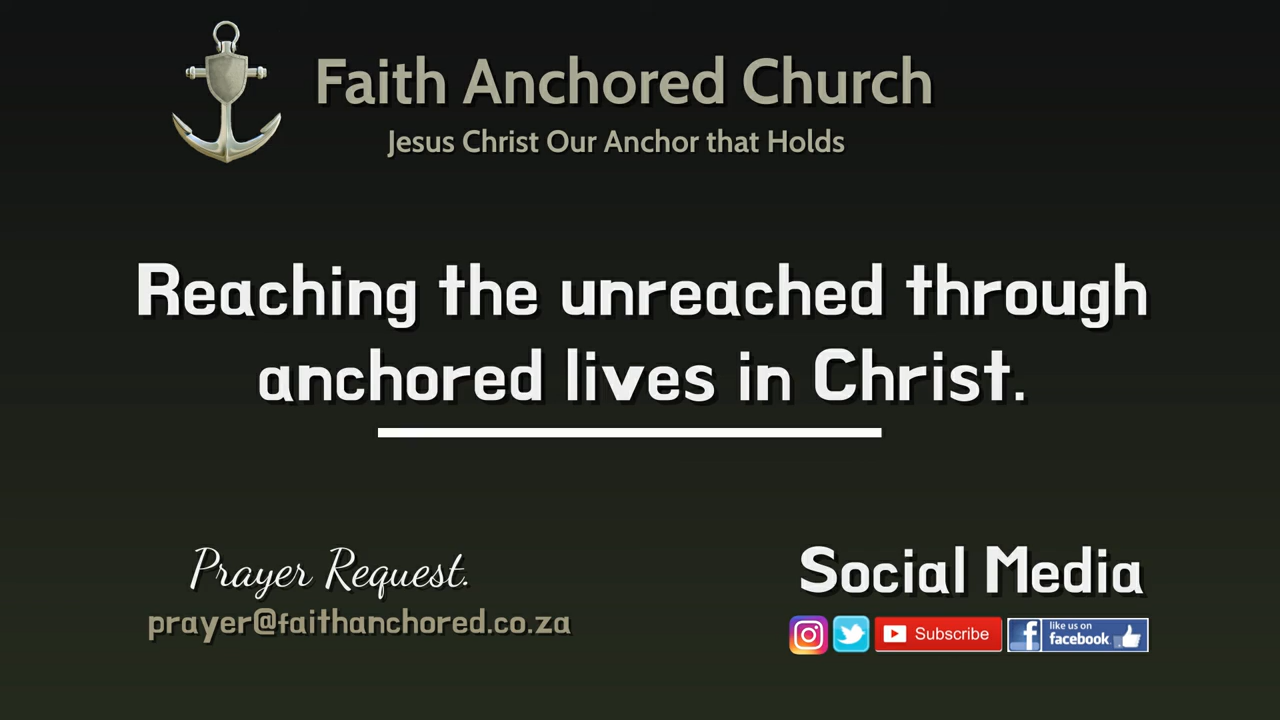 Faith Anchored Church
Jesus Christ Our Anchor that Holds
Reaching the unreached through
anchored lives in Christ.
Prayer Request.
prayer@faithanchored.co.za
Social Media
Subscribe
like us on
facebook